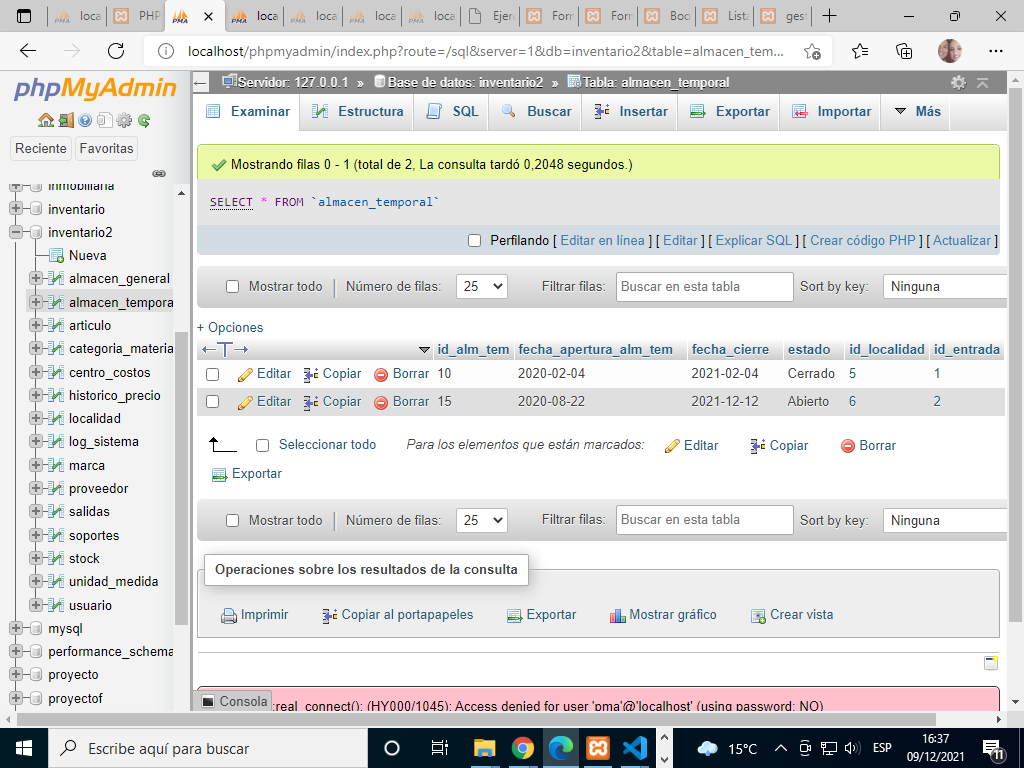 loca
PHP
loca
loca
loca
loca
Ejer
Forr
Forr
Boc
Lista
gest
localhost/phpmyadmin/index.php?route=/sql&server=1&db=inventario2&table=almacen_tem...
phpMyAdmin
Reciente Favoritas
inmobiliaria
inventario
inventario2
Nueva
almacen_general
almacen_tempora
articulo
categoria_materia
centro_costos
historico_precio
localidad
log_sistema
marca
proveedor
salidas
soportes
stock
unidad_medida
usuario
mysql
performance_schema
proyecto
proyectof
Servidor: 127.0.0.1 » Base de datos: inventario2 » Tabla: almacen_temporal
Examinar Estructura SQL Buscar Insertar Exportar Importar Más
Mostrando filas 0 - 1 (total de 2, La consulta tardó 0,2048 segundos.)
SELECT * FROM `almacen_temporal`
Perfilando [ Editar en línea ] [ Editar ] [ Explicar SQL ] [ Crear código PHP ] [ Actualizar ]
Mostrar todo Número de filas: 25 Filtrar filas: Buscar en esta tabla Sort by key: Ninguna
+ Opciones
←T→ id_alm_tem fecha_apertura_alm_tem fecha_cierre estado id_localidad id_entrada
Editar Copiar Borrar 10 2020-02-04 2021-02-04 Cerrado 5 1
Editar Copiar Borrar 15 2020-08-22 2021-12-12 Abierto 6 2
Seleccionar todo Para los elementos que están marcados: Editar Copiar Borrar
Exportar
Mostrar todo Número de filas: 25 Filtrar filas: Buscar en esta tabla Sort by key: Ninguna
Operaciones sobre los resultados de la consulta
Imprimir Copiar al portapapeles Exportar Mostrar gráfico Crear vista
Consola :real_connect(): (HY000/1045): Access denied for user 'pma'@'localhost' (using password: NO)
Escribe aquí para buscar
15°C
ESP
16:37
09/12/2021
11